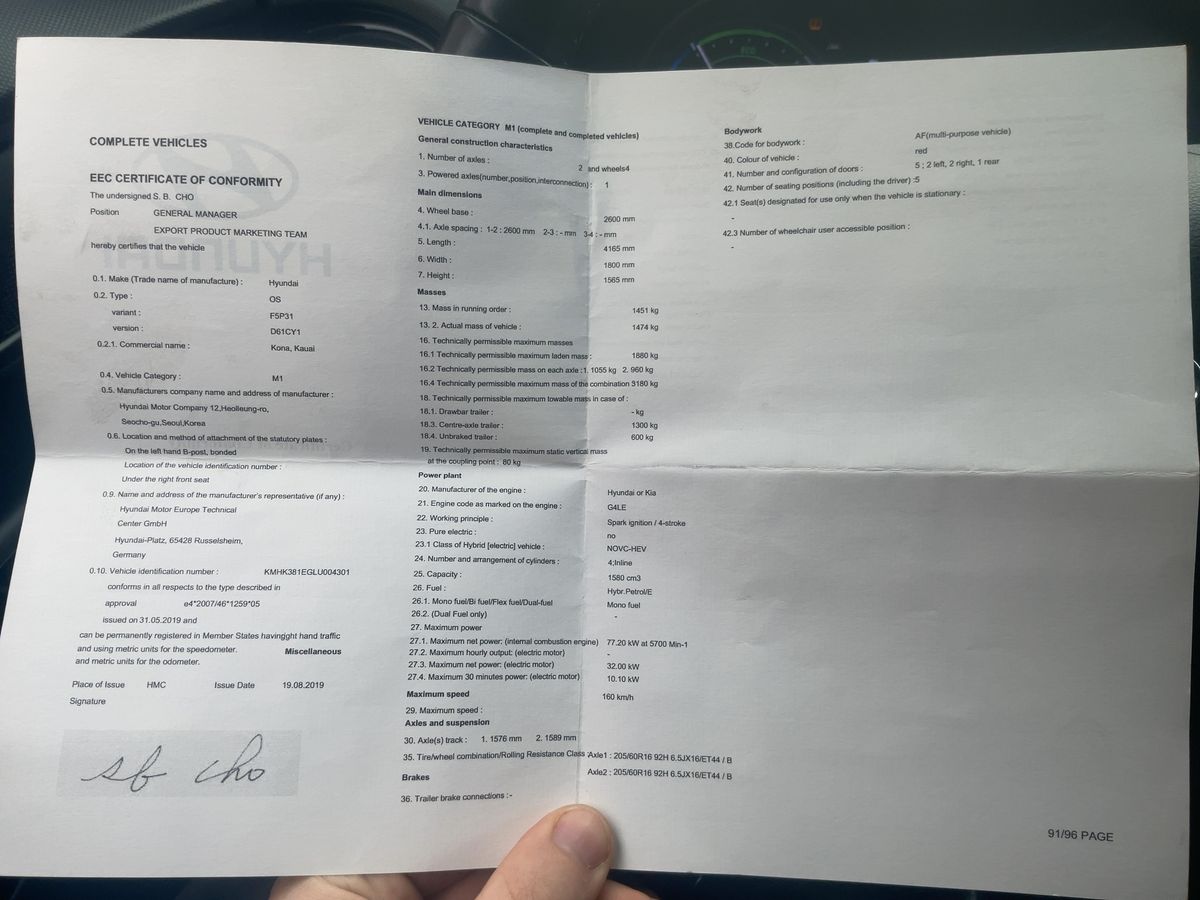 COMPLETE VEHICLES
EEC CERTIFICATE OF CONFORMITY
The undersigned S. B. CHO
Position GENERAL MANAGER
EXPORT PRODUCT MARKETING TEAM
hereby certifies that the vehicle
0.1. Make (Trade name of manufacture) : Hyundai
0.2. Type : OS
variant : F5P31
version : D61CY1
0.2.1. Commercial name : Kona, Kauai
0.4. Vehicle Category : M1
0.5. Manufacturers company name and address of manufacturer :
Hyundai Motor Company 12,Heolleung-ro,
Seocho-gu,Seoul,Korea
0.6. Location and method of attachment of the statutory plates :
On the left hand B-post, bonded
Location of the vehicle identification number :
Under the right front seat
0.9. Name and address of the manufacturer's representative (if any) :
Hyundai Motor Europe Technical
Center GmbH
Hyundai-Platz, 65428 Russelsheim,
Germany
0.10. Vehicle identification number : KMHK381EGLU004301
conforms in all respects to the type described in
approval e4*2007/46*1259*05
issued on 31.05.2019 and
can be permanently registered in Member States havingght hand traffic
and using metric units for the speedometer. Miscellaneous
and metric units for the odometer.
Place of Issue HMC Issue Date 19.08.2019
Signature
sb cho
VEHICLE CATEGORY M1 (complete and completed vehicles)
General construction characteristics
1. Number of axles : 2 and wheels4
3. Powered axles(number,position,interconnection) : 1
Main dimensions
4. Wheel base : 2600 mm
4.1. Axle spacing : 1-2 : 2600 mm 2-3 : - mm 3-4 : - mm
5. Length : 4165 mm
6. Width : 1800 mm
7. Height : 1565 mm
Masses
13. Mass in running order : 1451 kg
13. 2. Actual mass of vehicle : 1474 kg
16. Technically permissible maximum masses
16.1 Technically permissible maximum laden mass : 1880 kg
16.2 Technically permissible mass on each axle :1. 1055 kg 2. 960 kg
16.4 Technically permissible maximum mass of the combination 3180 kg
18. Technically permissible maximum towable mass in case of :
18.1. Drawbar trailer : - kg
18.3. Centre-axle trailer : 1300 kg
18.4. Unbraked trailer : 600 kg
19. Technically permissible maximum static vertical mass
at the coupling point : 80 kg
Power plant
20. Manufacturer of the engine : Hyundai or Kia
21. Engine code as marked on the engine : G4LE
22. Working principle : Spark ignition / 4-stroke
23. Pure electric : no
23.1 Class of Hybrid [electric] vehicle : NOVC-HEV
24. Number and arrangement of cylinders : 4;Inline
25. Capacity : 1580 cm3
26. Fuel : Hybr.Petrol/E
26.1. Mono fuel/Bi fuel/Flex fuel/Dual-fuel Mono fuel
26.2. (Dual Fuel only) -
27. Maximum power
27.1. Maximum net power: (internal combustion engine) 77.20 kW at 5700 Min-1
27.2. Maximum hourly output: (electric motor) -
27.3. Maximum net power: (electric motor) 32.00 kW
27.4. Maximum 30 minutes power: (electric motor) 10.10 kW
Maximum speed
29. Maximum speed : 160 km/h
Axles and suspension
30. Axle(s) track : 1. 1576 mm 2. 1589 mm
35. Tire/wheel combination/Rolling Resistance Class :Axle1 : 205/60R16 92H 6.5JX16/ET44 / B
Axle2 : 205/60R16 92H 6.5JX16/ET44 / B
Brakes
36. Trailer brake connections :-
Bodywork
38.Code for bodywork : AF(multi-purpose vehicle)
40. Colour of vehicle : red
41. Number and configuration of doors : 5 ; 2 left, 2 right, 1 rear
42. Number of seating positions (including the driver) :5
42.1 Seat(s) designated for use only when the vehicle is stationary :
-
42.3 Number of wheelchair user accessible position :
-
91/96 PAGE
HYUNDAI
ECO